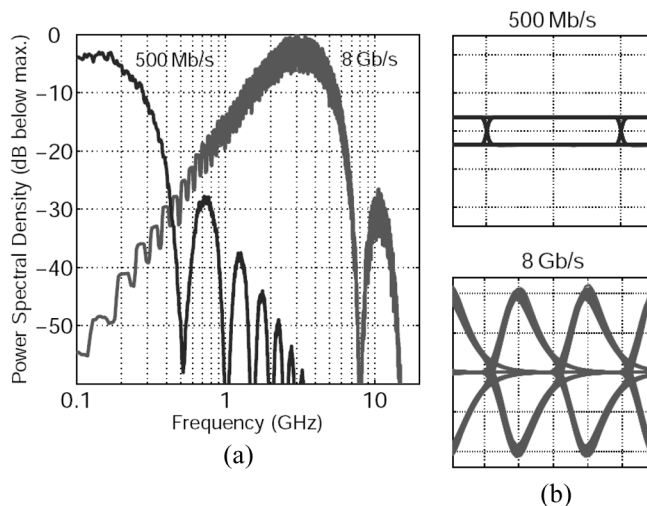 500 Mb/s
0
500 Mb/s
8 Gb/s
−10
−20
−30
−40
−50
Power Spectral Density (dB below max.)
0.1
1
10
Frequency (GHz)
(a)
8 Gb/s
(b)